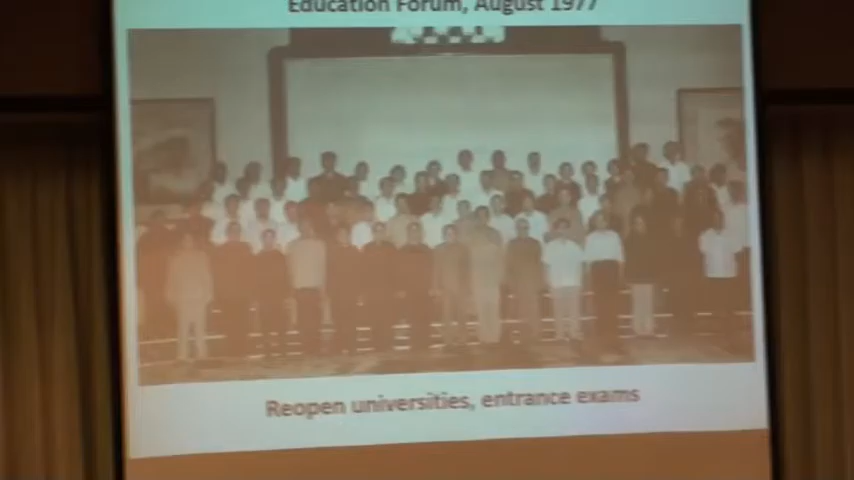 Education Forum, August 1977
Reopen universities, entrance exams